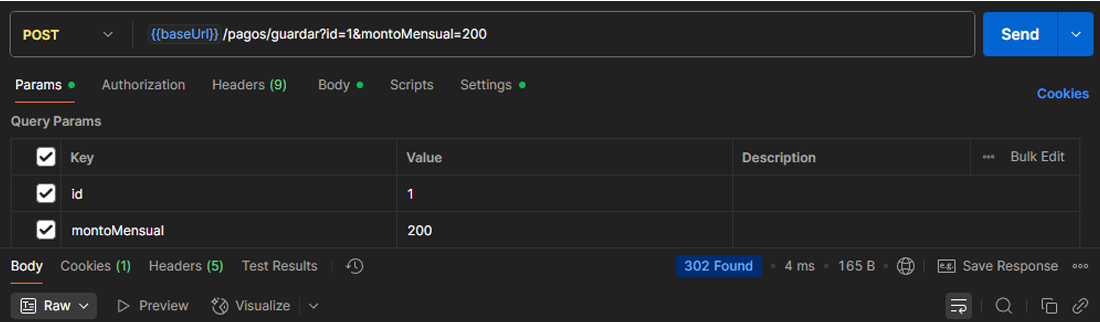 POST {{baseUrl}} /pagos/guardar?id=1&montoMensual=200 Send
Params Authorization Headers (9) Body Scripts Settings Cookies
Query Params
Key Value Description Bulk Edit
id 1
montoMensual 200
Body Cookies (1) Headers (5) Test Results 302 Found 4 ms 165 B e.g. Save Response
Raw Preview Visualize